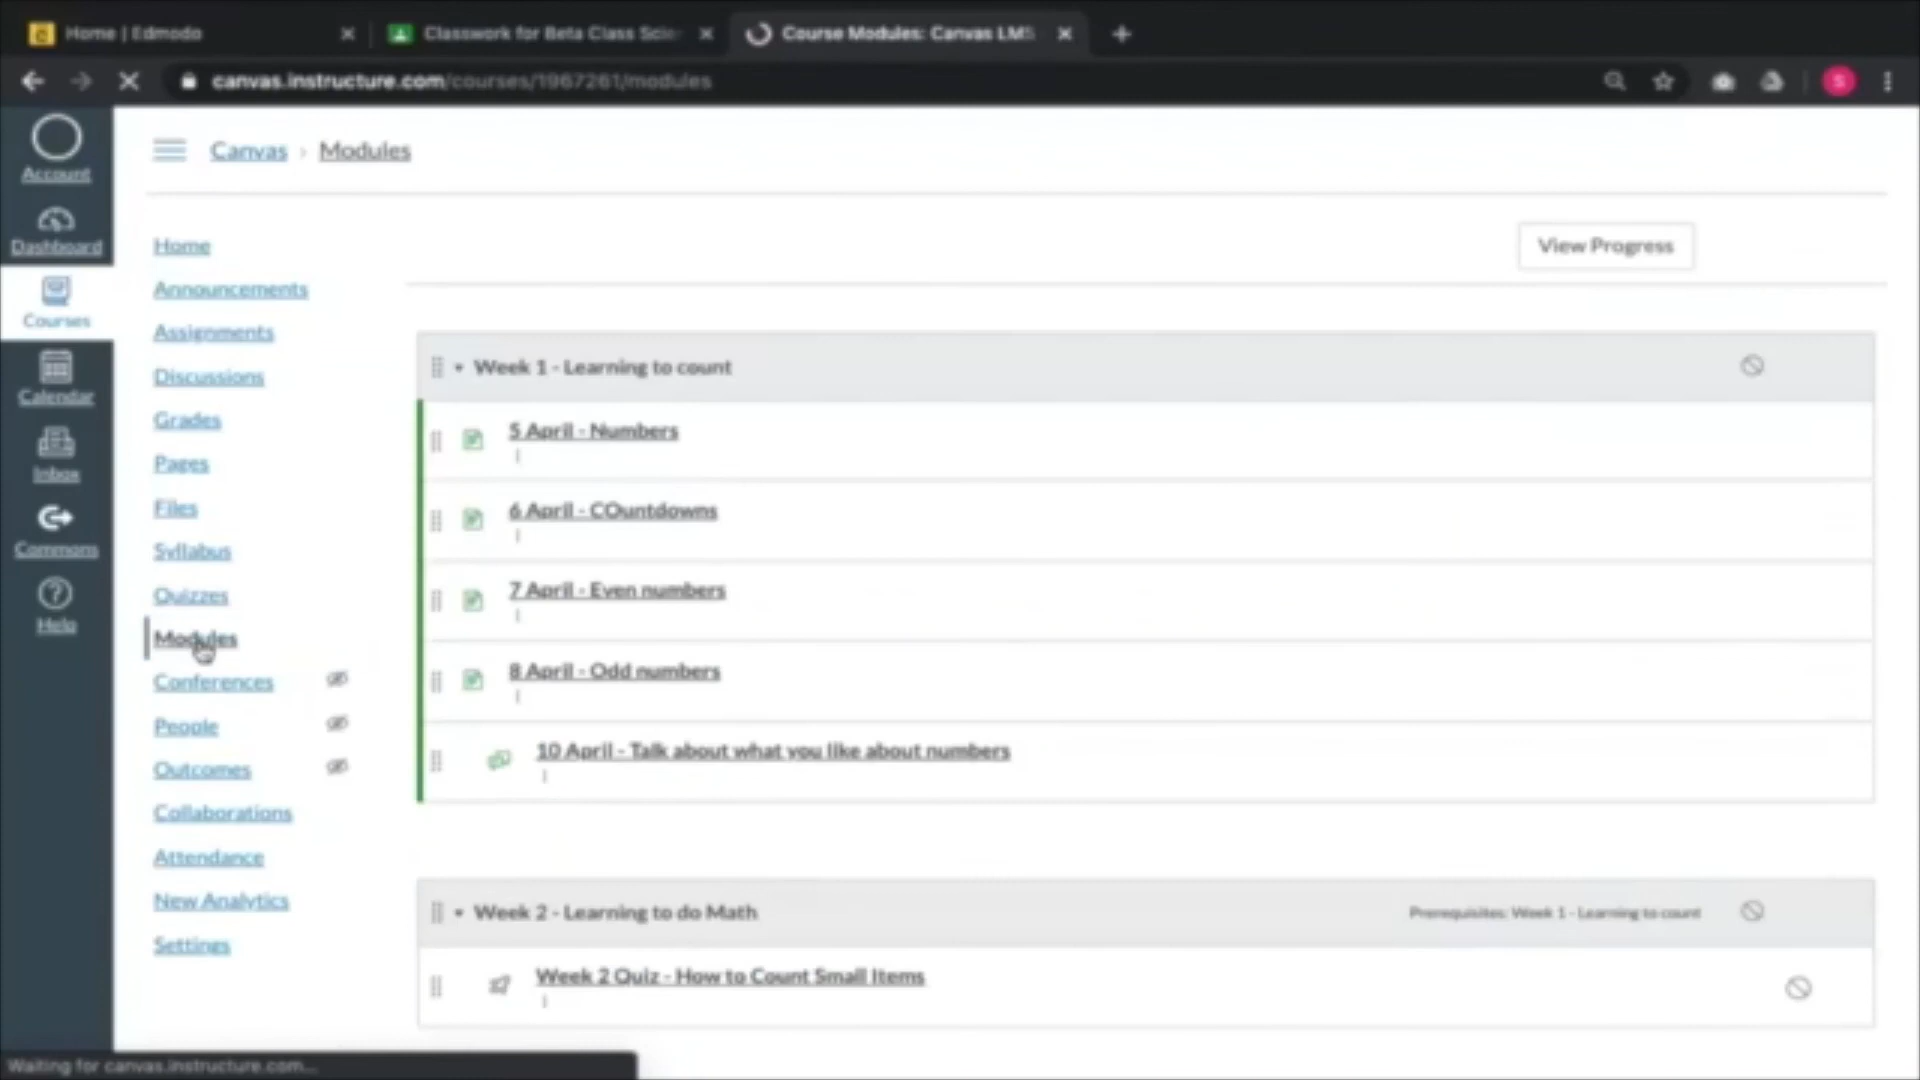 Home | Edmodo
Classwork for Beta Class Scie
Course Modules: Canvas LMS
canvas.instructure.com/courses/1967261/modules
S
Account
Dashboard
Courses
Calendar
Inbox
Commons
Help
Canvas › Modules
Home
Announcements
Assignments
Discussions
Grades
Pages
Files
Syllabus
Quizzes
Modules
Conferences
People
Outcomes
Collaborations
Attendance
New Analytics
Settings
View Progress
Week 1 - Learning to count
5 April - Numbers
6 April - COuntdowns
7 April - Even numbers
8 April - Odd numbers
10 April - Talk about what you like about numbers
Week 2 - Learning to do Math
Prerequisites: Week 1 - Learning to count
Week 2 Quiz - How to Count Small Items
Waiting for canvas.instructure.com...